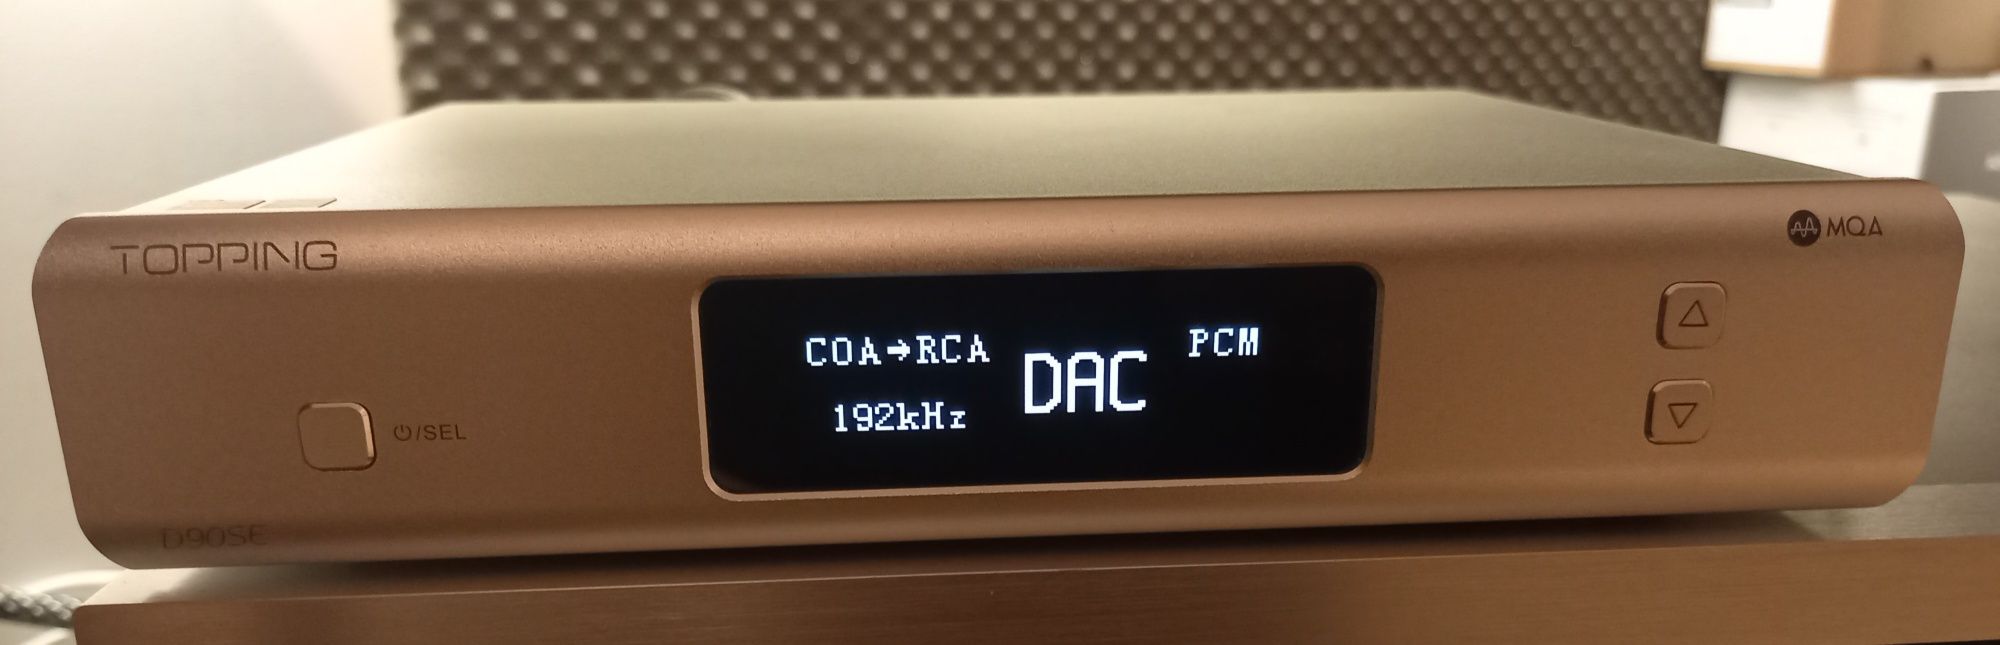 TOPPING
MQA
COA→RCA
DAC
PCM
192kHz
⏻/SEL
D90SE